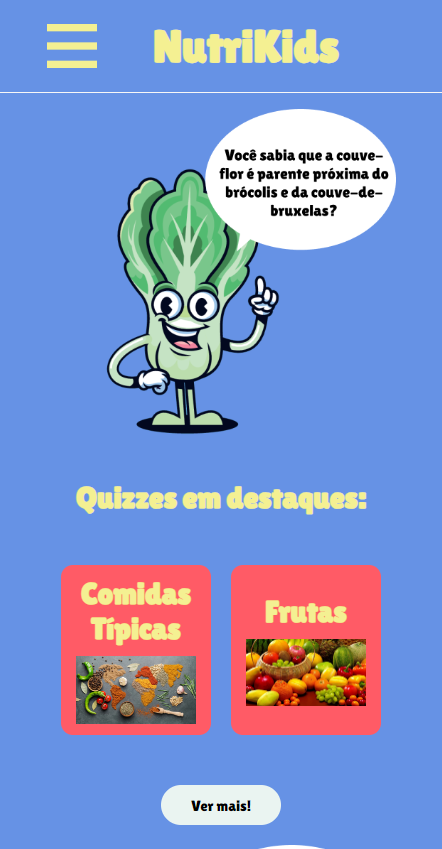 NutriKids
Você sabia que a couve-
flor é parente próxima do
brócolis e da couve-de-
bruxelas?
Quizzes em destaques:
Comidas
Típicas
Frutas
Ver mais!